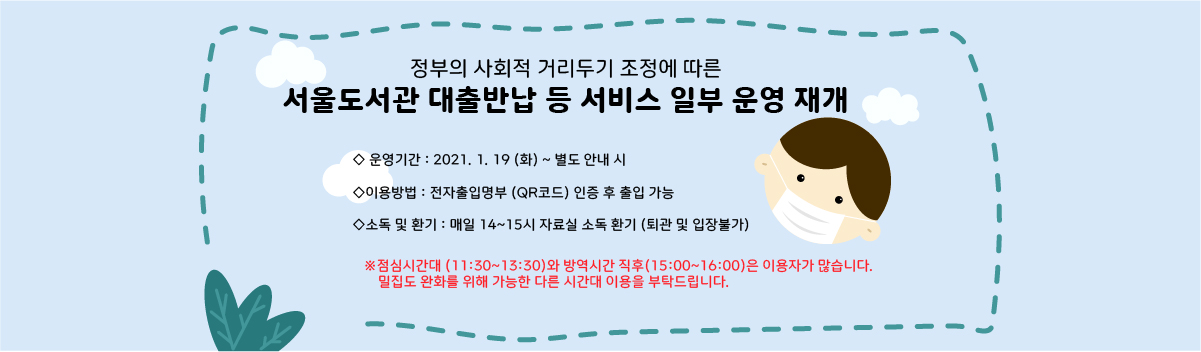 정부의 사회적 거리두기 조정에 따른
서울도서관 대출반납 등 서비스 일부 운영 재개
◇ 운영기간 : 2021. 1. 19 (화) ~ 별도 안내 시
◇이용방법 : 전자출입명부 (QR코드) 인증 후 출입 가능
◇소독 및 환기 : 매일 14~15시 자료실 소독 환기 (퇴관 및 입장불가)
※점심시간대 (11:30~13:30)와 방역시간 직후(15:00~16:00)은 이용자가 많습니다.
밀집도 완화를 위해 가능한 다른 시간대 이용을 부탁드립니다.